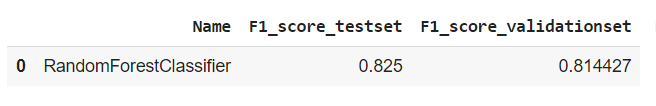 Name F1_score_testset F1_score_validationset
0 RandomForestClassifier 0.825 0.814427